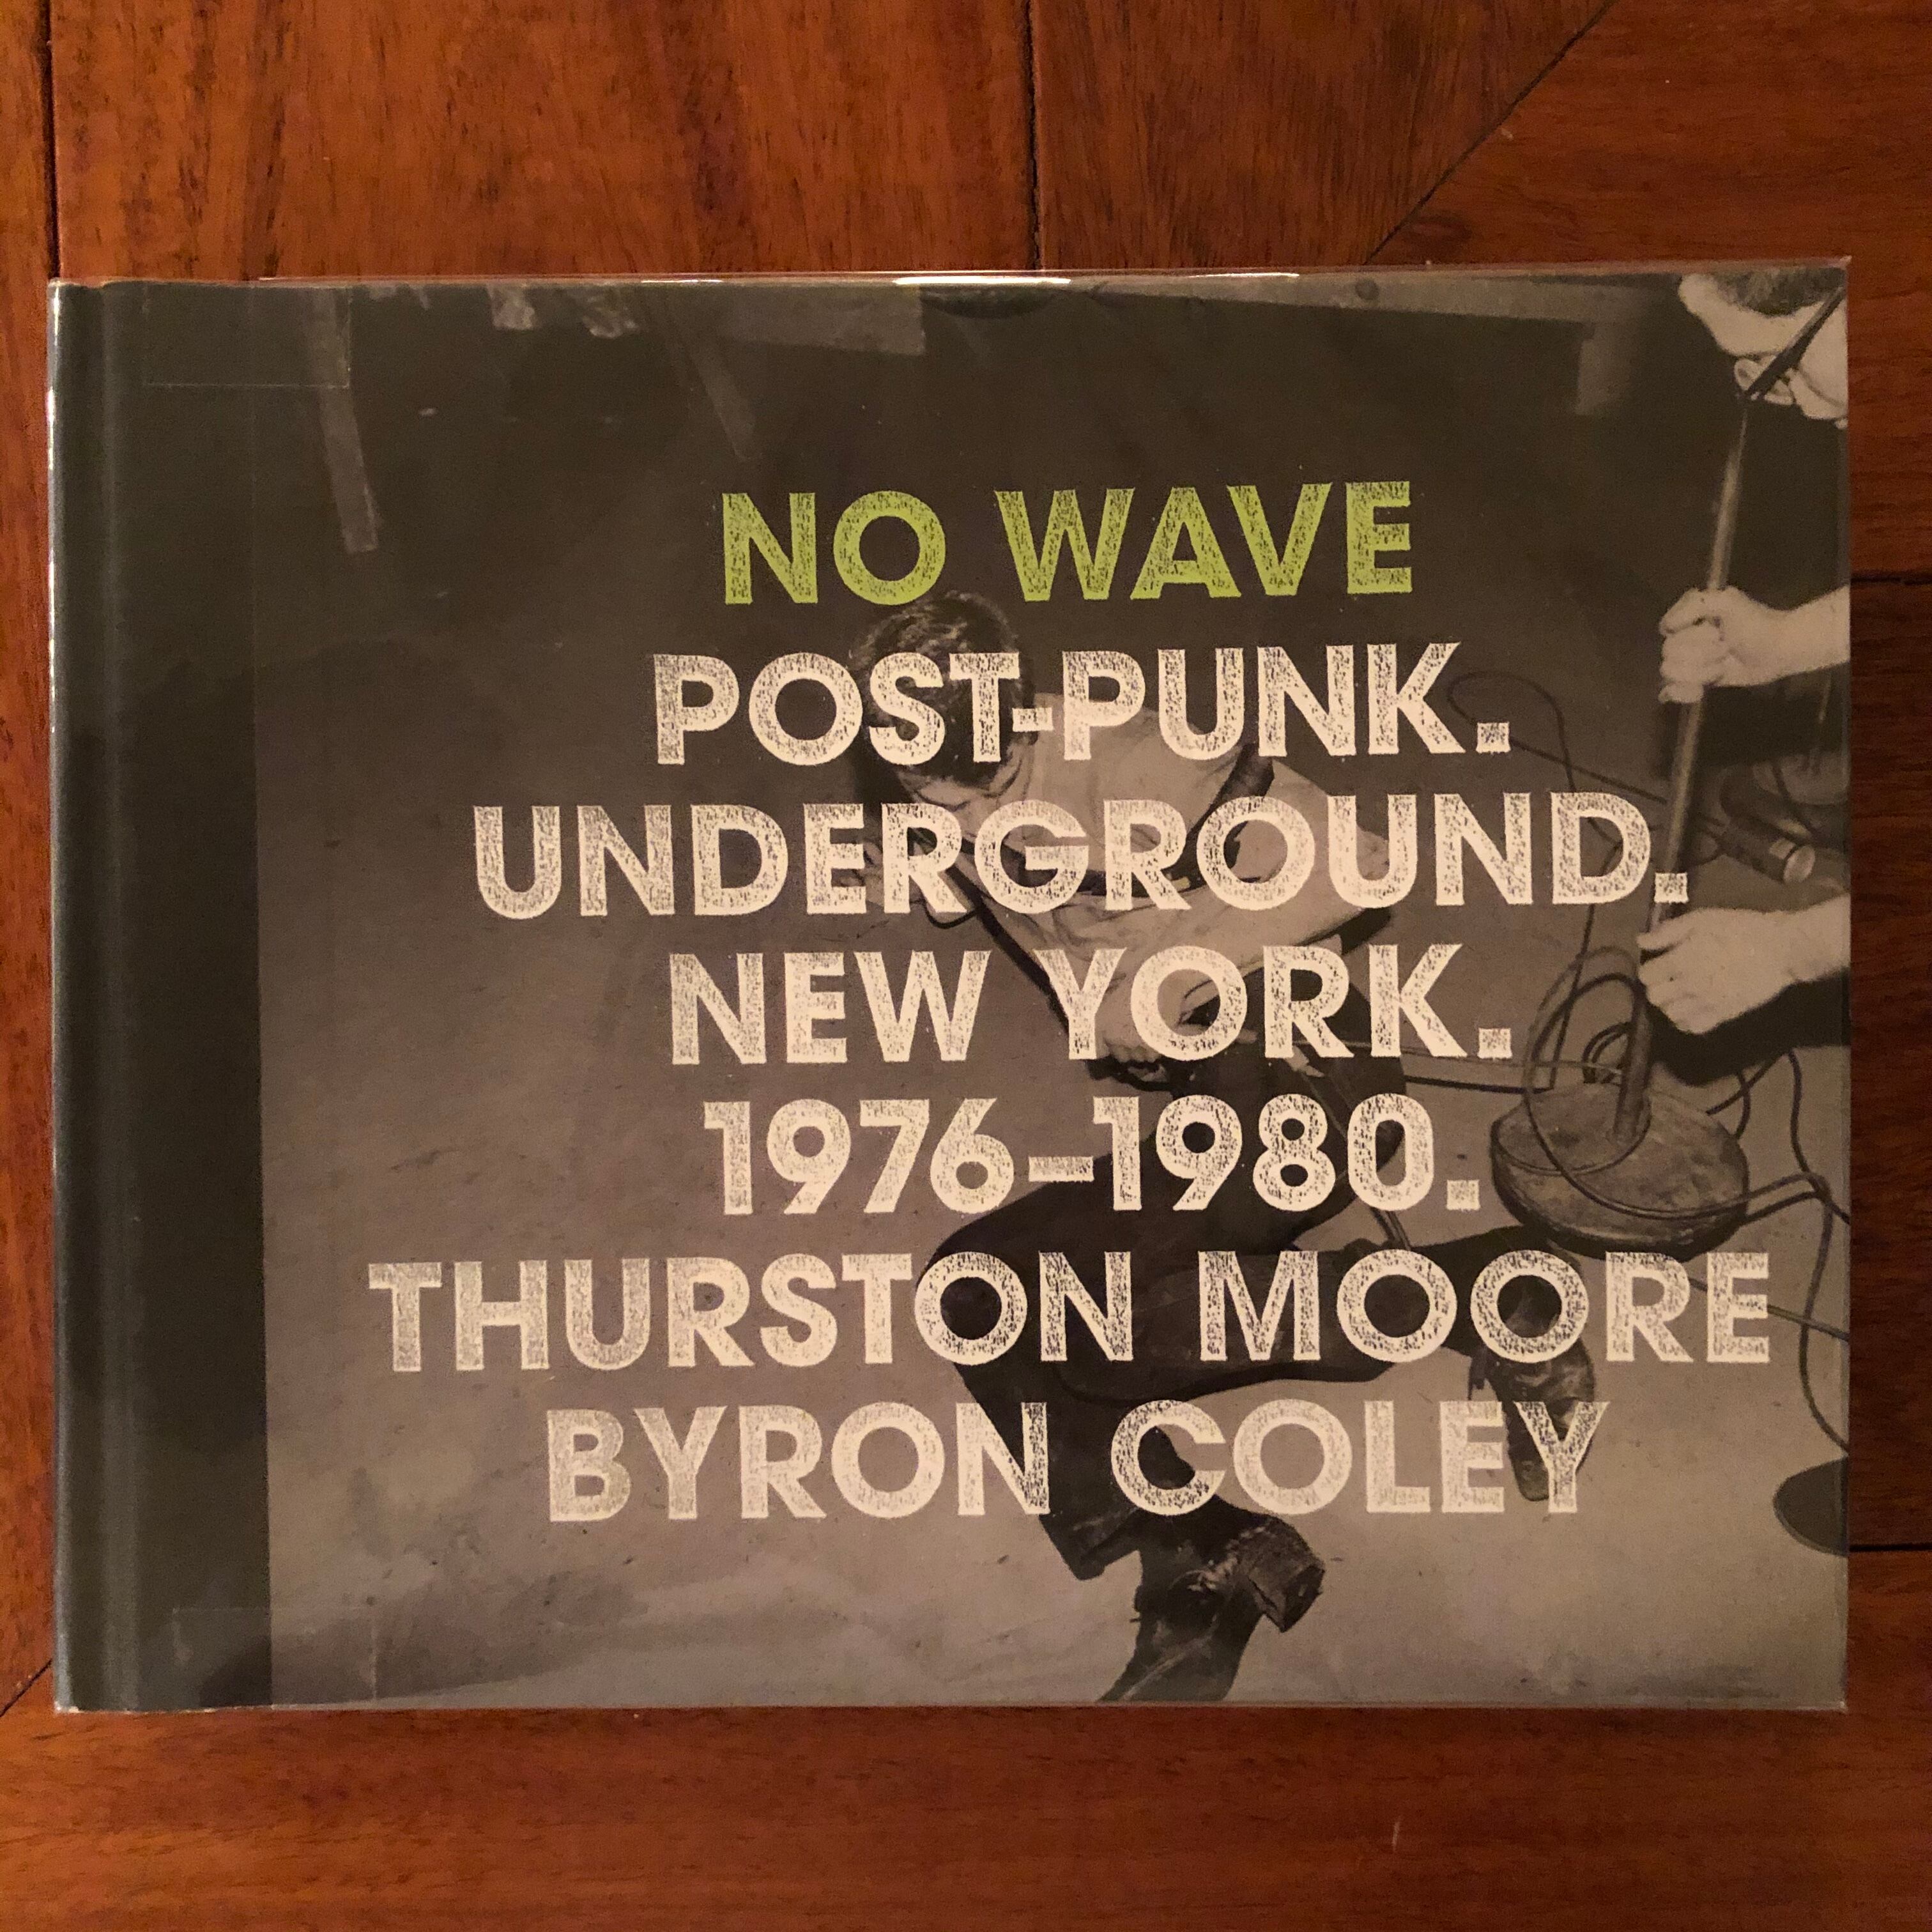 NO WAVE
POST-PUNK.
UNDERGROUND.
NEW YORK.
1976–1980.
THURSTON MOORE
BYRON COLEY